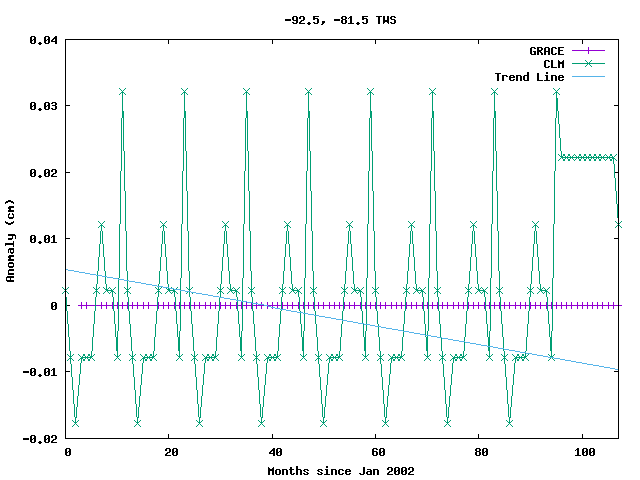 -92.5, -81.5 TWS
GRACE
CLM
Trend Line
0.04
0.03
0.02
0.01
0
-0.01
-0.02
Anomaly (cm)
0 20 40 60 80 100
Months since Jan 2002